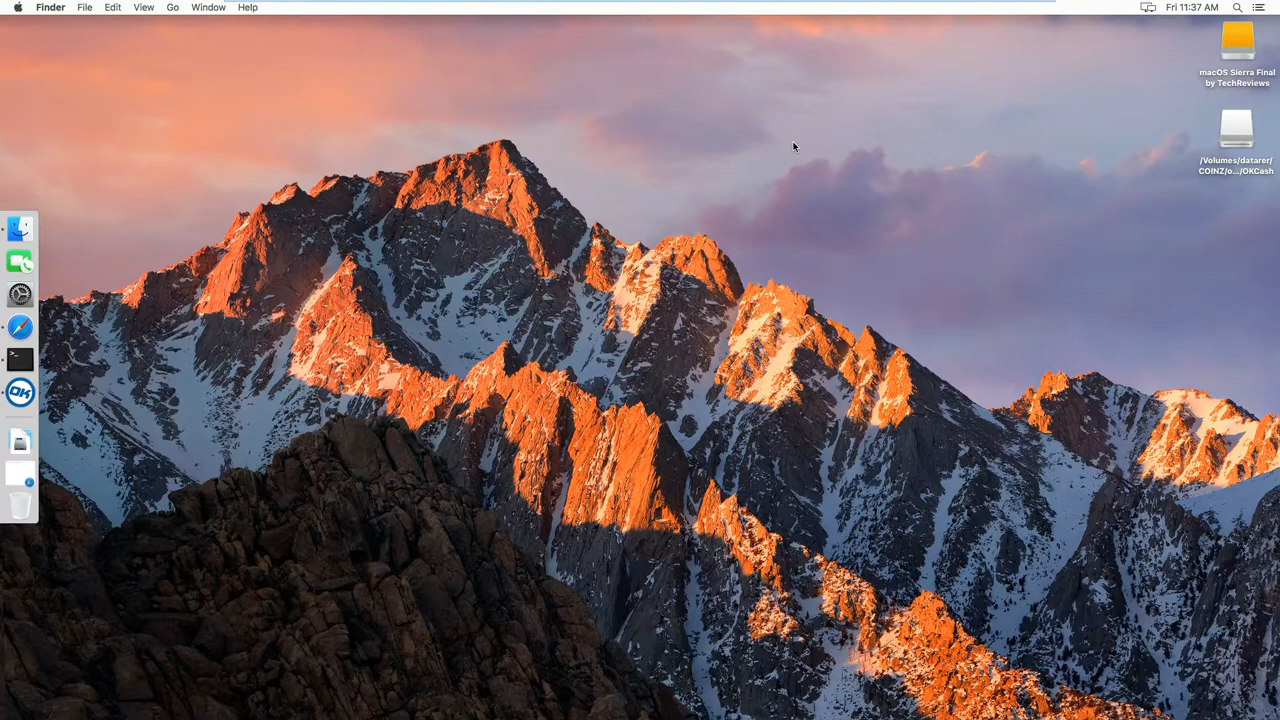 Finder File Edit View Go Window Help Fri 11:37 AM
macOS Sierra Final
by TechReviews
/Volumes/datarer/
COINZ/o.../OKCash
>_
OK